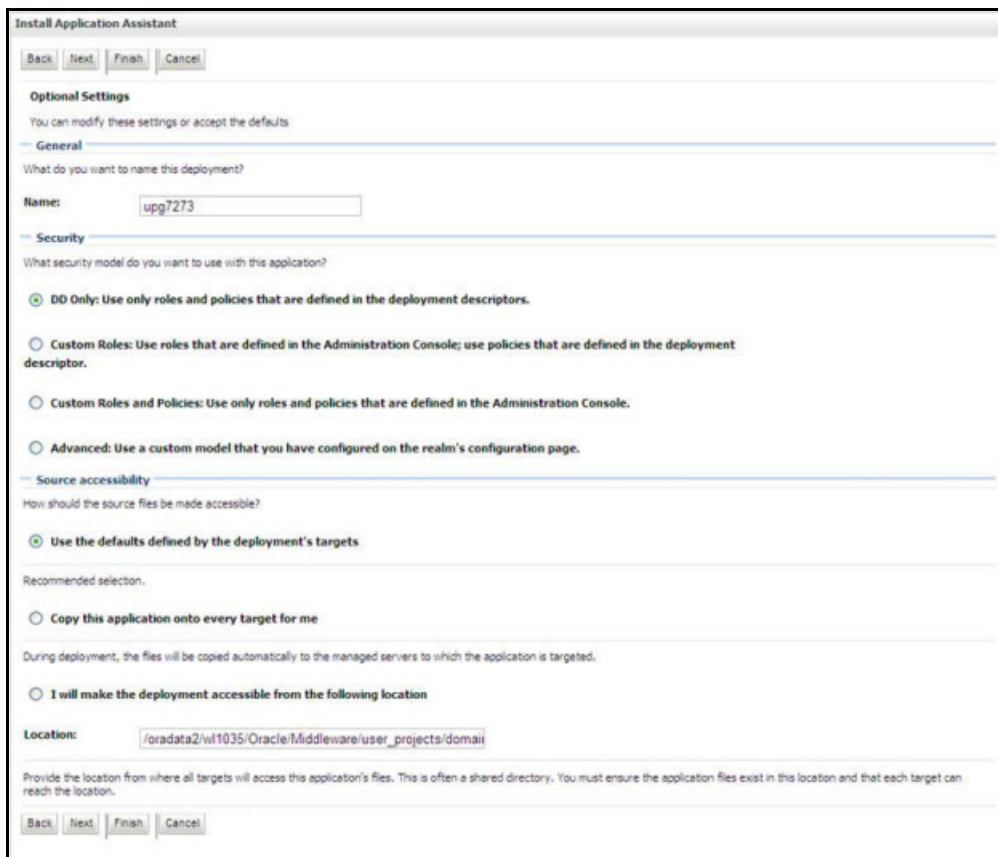 Install Application Assistant
Back Next Finish Cancel
Optional Settings
You can modify these settings or accept the defaults
General
What do you want to name this deployment?
Name: upg7273
Security
What security model do you want to use with this application?
DD Only: Use only roles and policies that are defined in the deployment descriptors.
Custom Roles: Use roles that are defined in the Administration Console; use policies that are defined in the deployment
descriptor.
Custom Roles and Policies: Use only roles and policies that are defined in the Administration Console.
Advanced: Use a custom model that you have configured on the realm's configuration page.
Source accessibility
How should the source files be made accessible?
Use the defaults defined by the deployment's targets
Recommended selection.
Copy this application onto every target for me
During deployment, the files will be copied automatically to the managed servers to which the application is targeted.
I will make the deployment accessible from the following location
Location: /oradata2/wl1035/Oracle/Middleware/user_projects/domain
Provide the location from where all targets will access this application's files. This is often a shared directory. You must ensure the application files exist in this location and that each target can
reach the location.
Back Next Finish Cancel